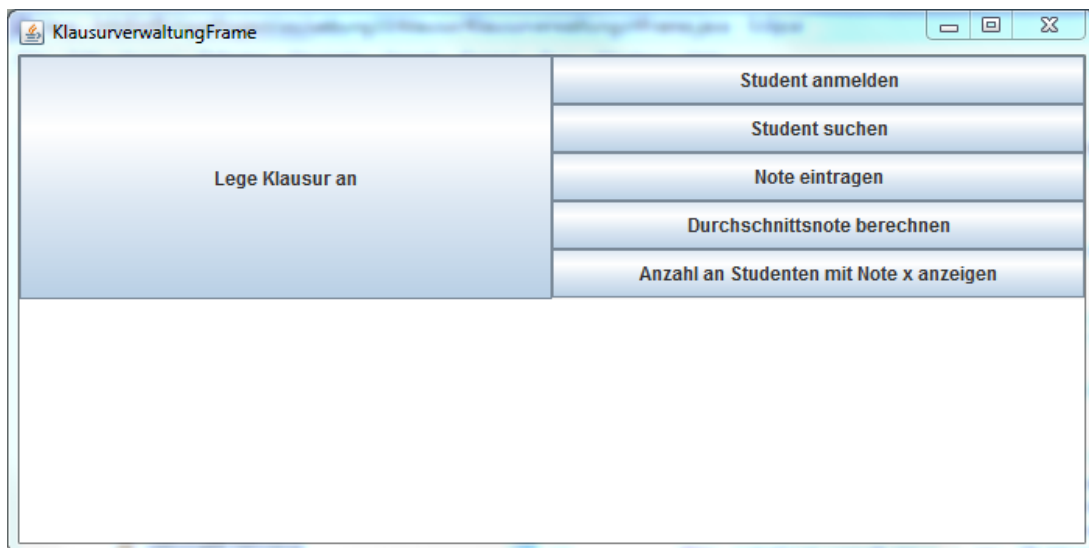 KlausurverwaltungFrame
Lege Klausur an
Student anmelden
Student suchen
Note eintragen
Durchschnittsnote berechnen
Anzahl an Studenten mit Note x anzeigen